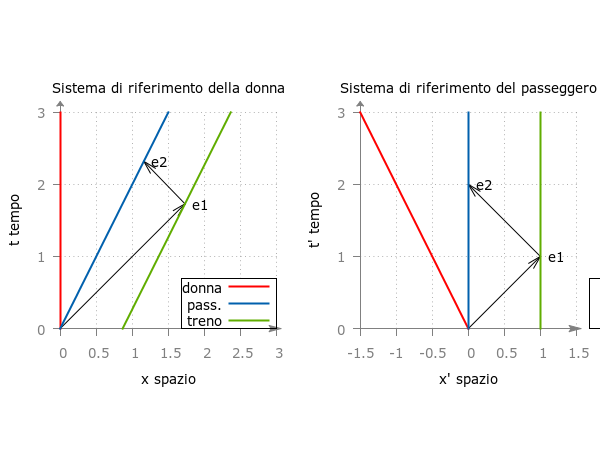 Sistema di riferimento della donna
3
2
1
0
t tempo
e2
e1
donna
pass.
treno
0 0.5 1 1.5 2 2.5 3
x spazio
Sistema di riferimento del passeggero
3
2
1
0
t' tempo
e2
e1
-1.5 -1 -0.5 0 0.5 1 1.5
x' spazio